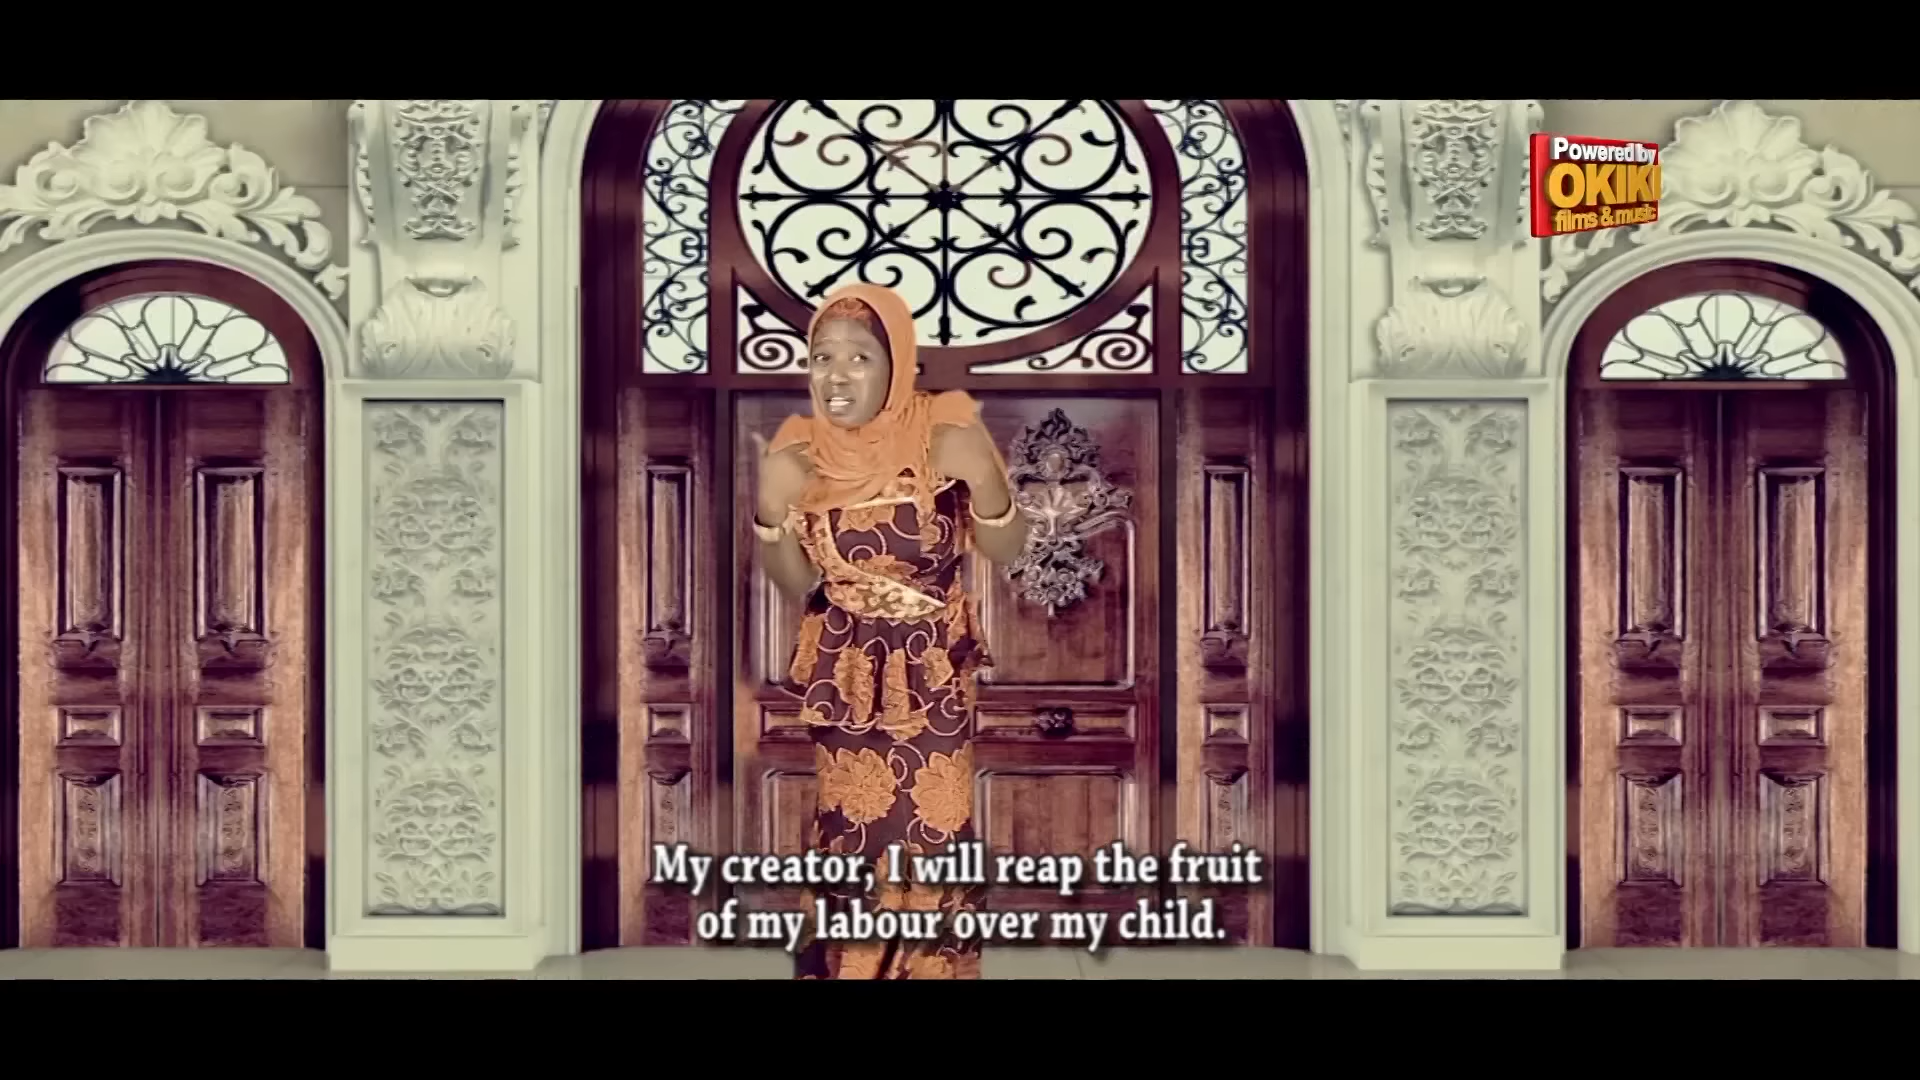 Powered by
OKIKI
films & music
My creator, I will reap the fruit
of my labour over my child.